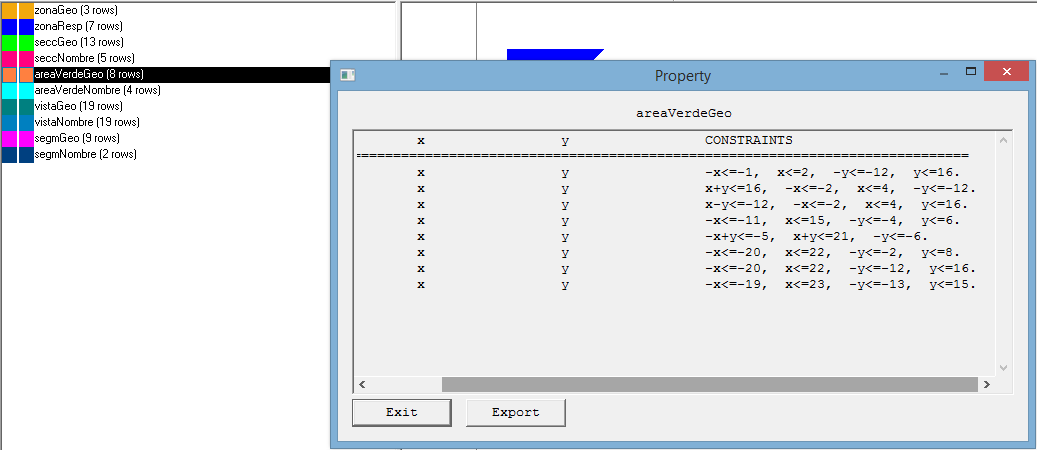 zonaGeo (3 rows)
zonaResp (7 rows)
seccGeo (13 rows)
seccNombre (5 rows)
areaVerdeGeo (8 rows)
areaVerdeNombre (4 rows)
vistaGeo (19 rows)
vistaNombre (19 rows)
segmGeo (9 rows)
segmNombre (2 rows)
Property
areaVerdeGeo
x y CONSTRAINTS
x y -x<=-1, x<=2, -y<=-12, y<=16.
x y x+y<=16, -x<=-2, x<=4, -y<=-12.
x y x-y<=-12, -x<=-2, x<=4, y<=16.
x y -x<=-11, x<=15, -y<=-4, y<=6.
x y -x+y<=-5, x+y<=21, -y<=-6.
x y -x<=-20, x<=22, -y<=-2, y<=8.
x y -x<=-20, x<=22, -y<=-12, y<=16.
x y -x<=-19, x<=23, -y<=-13, y<=15.
Exit Export